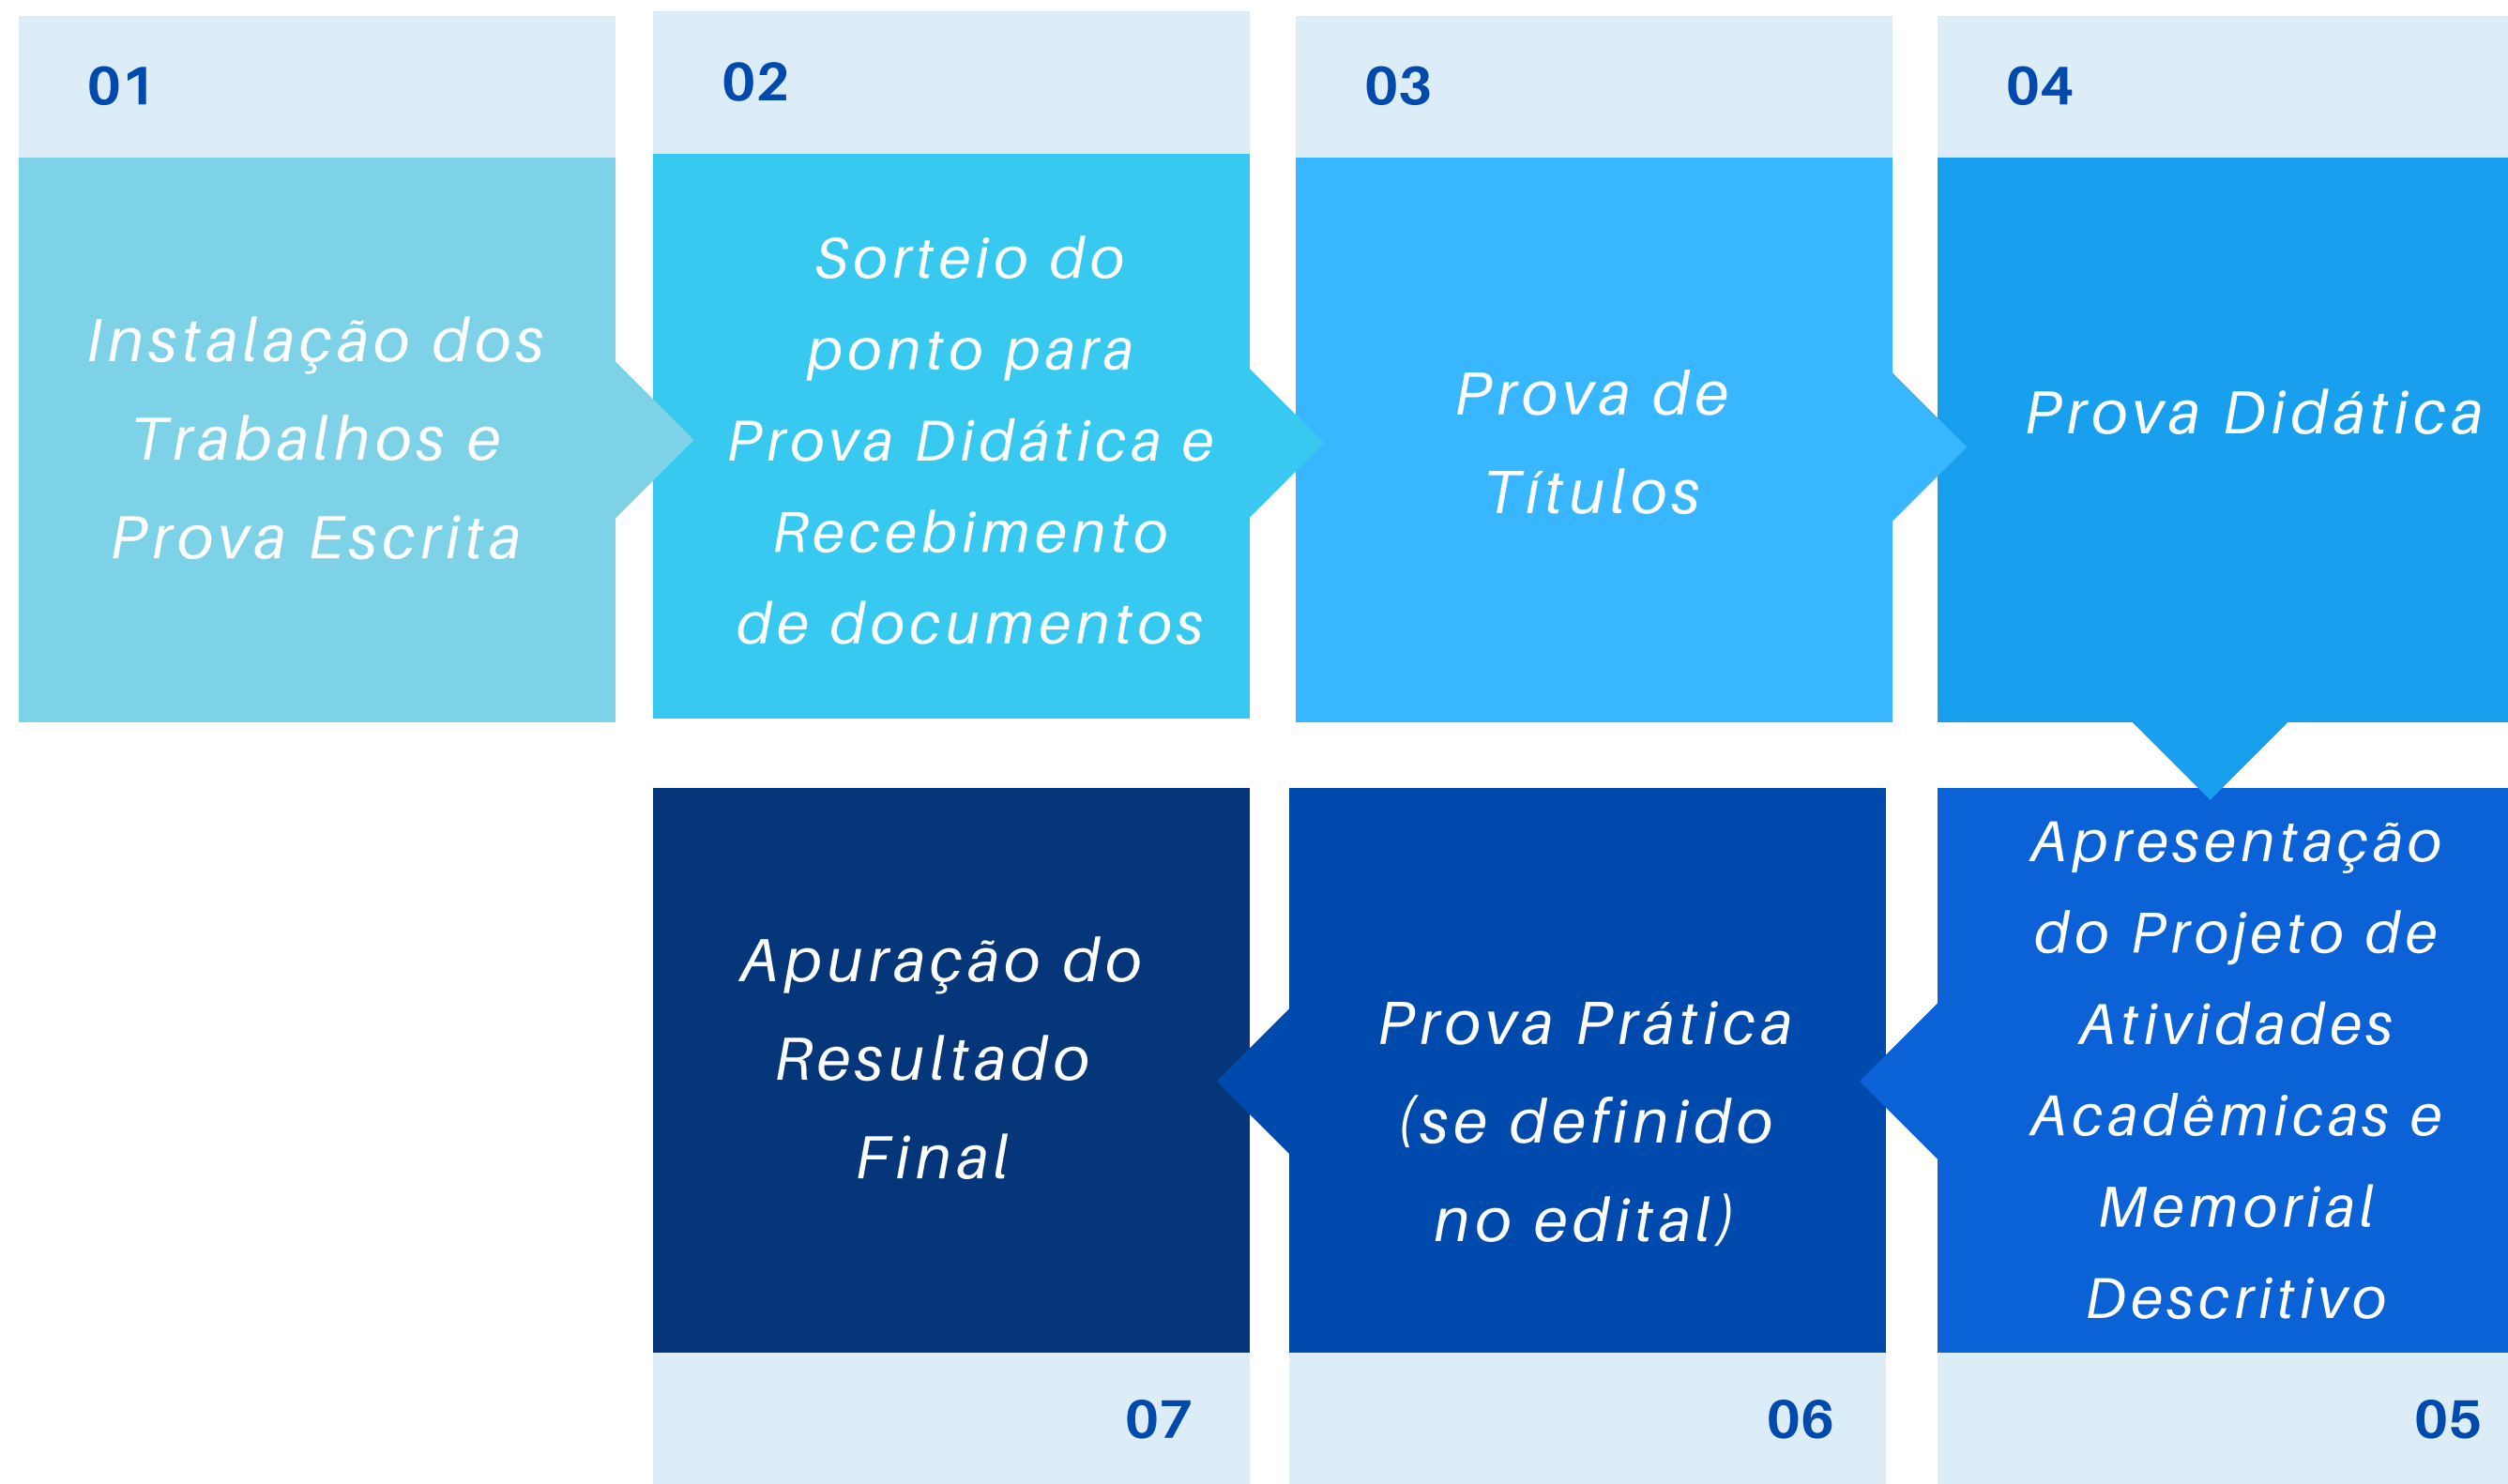 01
Instalação dos
Trabalhos e
Prova Escrita
02
Sorteio do
ponto para
Prova Didática e
Recebimento
de documentos
03
Prova de
Títulos
04
Prova Didática
Apresentação
do Projeto de
Atividades
Acadêmicas e
Memorial
Descritivo
05
Prova Prática
(se definido
no edital)
06
Apuração do
Resultado
Final
07